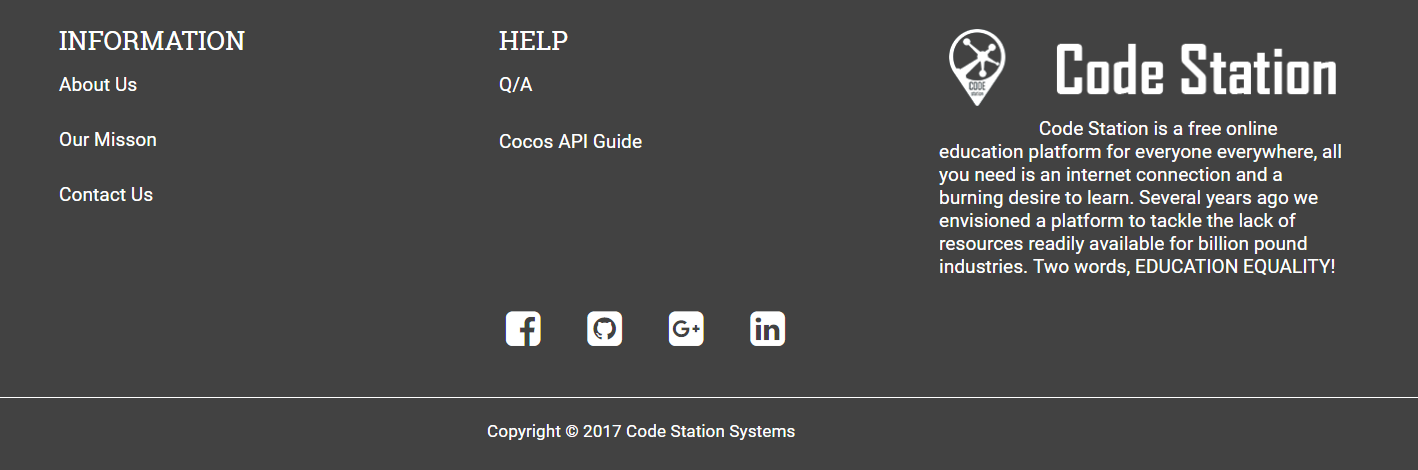 INFORMATION
About Us
Our Misson
Contact Us
HELP
Q/A
Cocos API Guide
CODE
STATION
Code Station
Code Station is a free online
education platform for everyone everywhere, all
you need is an internet connection and a
burning desire to learn. Several years ago we
envisioned a platform to tackle the lack of
resources readily available for billion pound
industries. Two words, EDUCATION EQUALITY!
G+
in
Copyright © 2017 Code Station Systems